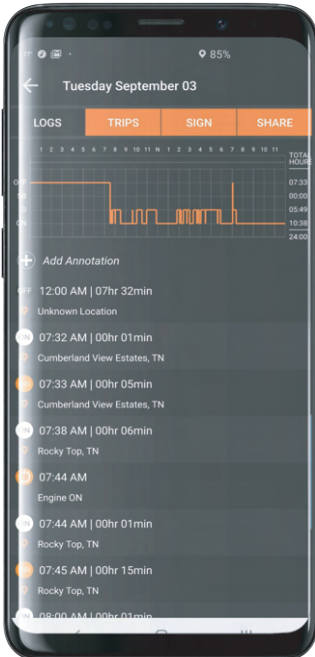 85%
Tuesday September 03
LOGS TRIPS SIGN SHARE
1 2 3 4 5 6 7 8 9 10 11 N 1 2 3 4 5 6 7 8 9 10 11
TOTAL
HOURS
OFF 07:33
00:00
05:49
ON 10:38
24:00
Add Annotation
OFF 12:00 AM | 07hr 32min
Unknown Location
ON 07:32 AM | 00hr 01min
Cumberland View Estates, TN
07:33 AM | 00hr 05min
Cumberland View Estates, TN
ON 07:38 AM | 00hr 06min
Rocky Top, TN
07:44 AM
Engine ON
ON 07:44 AM | 00hr 01min
Rocky Top, TN
07:45 AM | 00hr 15min
Rocky Top, TN
ON 08:00 AM | 00hr 01min